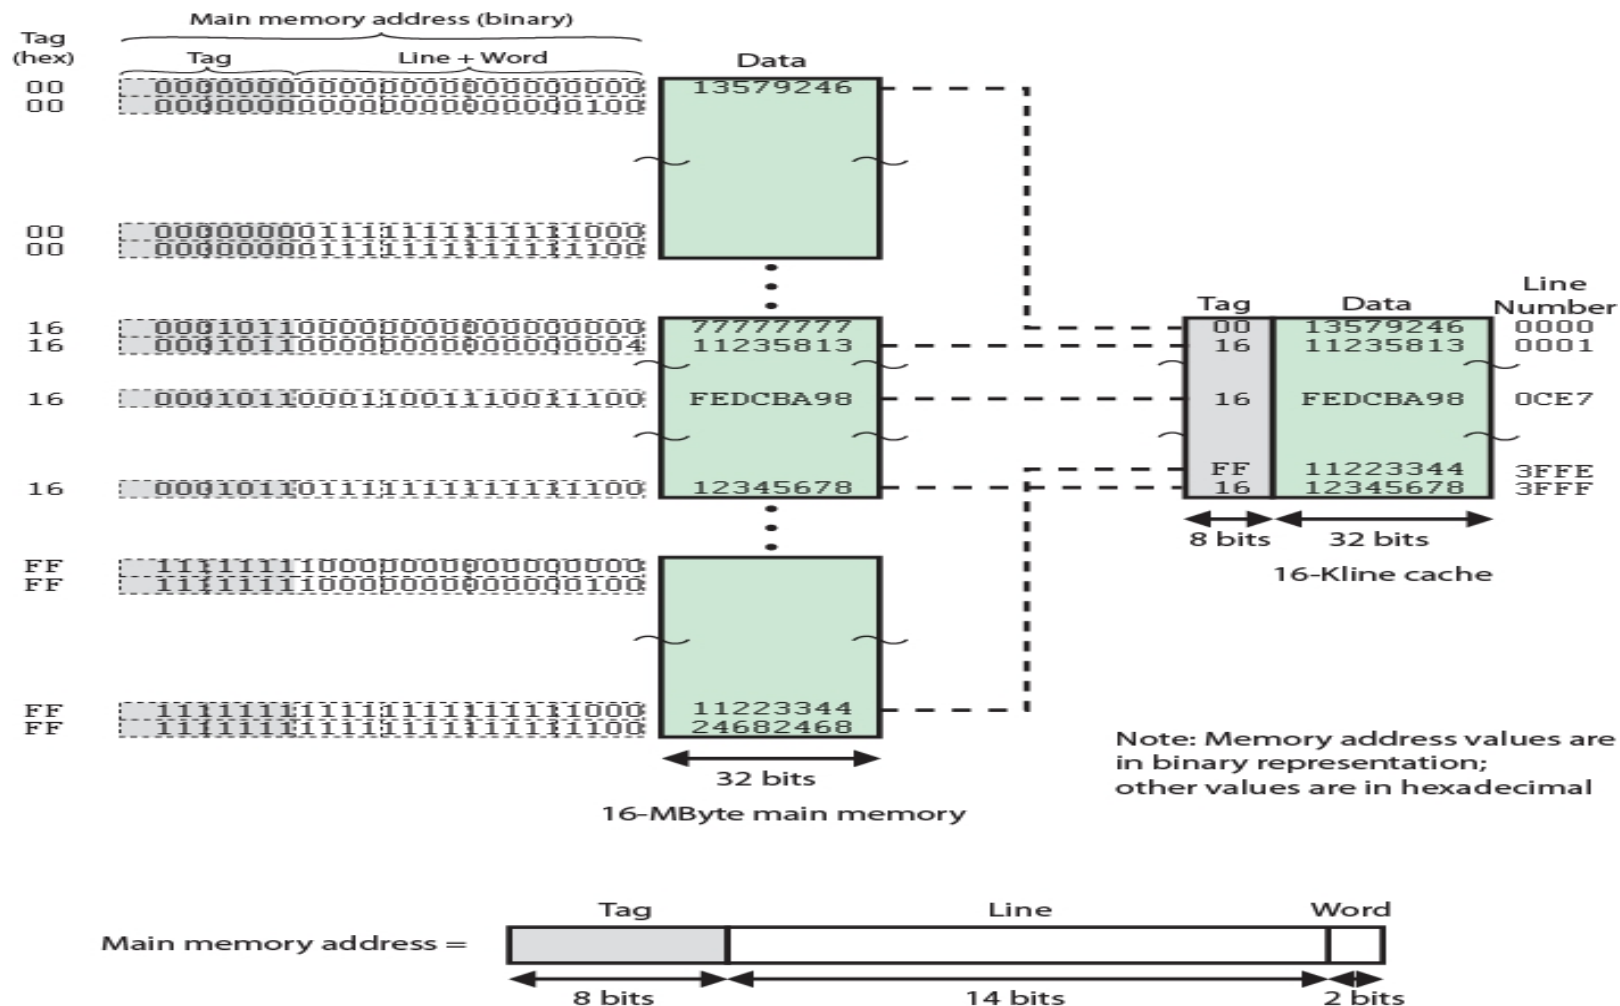 Main memory address (binary)
Tag
(hex)
Tag
Line + Word
Data
00
000000000000000000000000
13579246
00
000000000000000000000100
00
000000001111111111111000
00
000000001111111111111100
16
000101100000000000000000
77777777
16
000101100000000000000004
11235813
16
000101100011001110011100
FEDCBA98
16
000101101111111111111100
12345678
FF
111111110000000000000000
FF
111111110000000000000100
FF
111111111111111111111000
11223344
FF
111111111111111111111100
24682468
32 bits
16-MByte main memory
Tag
Data
Line
Number
00
13579246
0000
16
11235813
0001
16
FEDCBA98
0CE7
FF
11223344
3FFE
16
12345678
3FFF
8 bits
32 bits
16-Kline cache
Note: Memory address values are
in binary representation;
other values are in hexadecimal
Tag
Line
Word
Main memory address =
8 bits
14 bits
2 bits